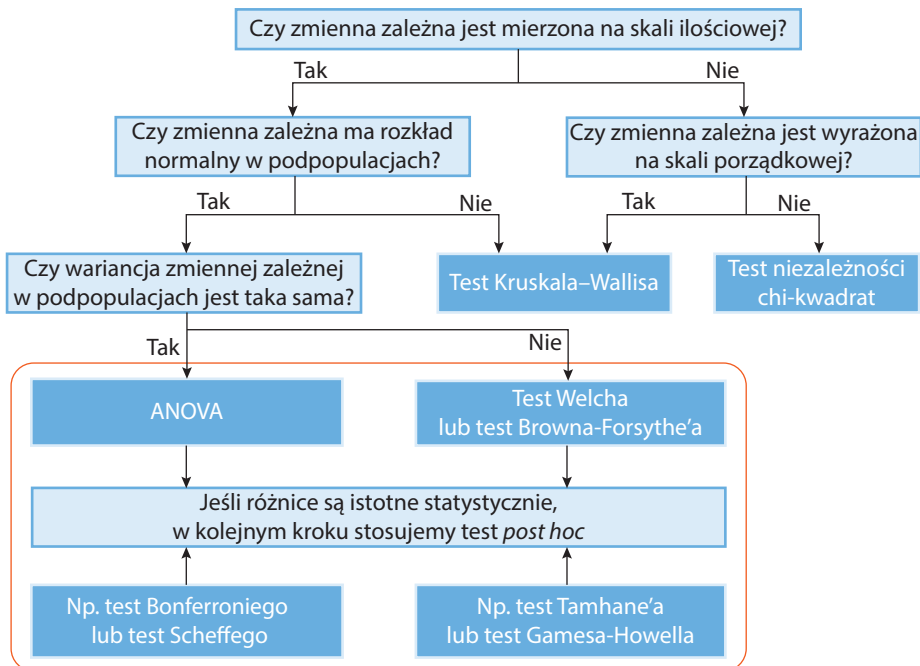 Czy zmienna zależna jest mierzona na skali ilościowej?
Tak
Nie
Czy zmienna zależna ma rozkład
normalny w podpopulacjach?
Czy zmienna zależna jest wyrażona
na skali porządkowej?
Tak
Nie
Tak
Nie
Czy wariancja zmiennej zależnej
w podpopulacjach jest taka sama?
Test Kruskala–Wallisa
Test niezależności
chi-kwadrat
Tak
Nie
ANOVA
Test Welcha
lub test Browna-Forsythe’a
Jeśli różnice są istotne statystycznie,
w kolejnym kroku stosujemy test post hoc
Np. test Bonferroniego
lub test Scheffego
Np. test Tamhane’a
lub test Gamesa-Howella